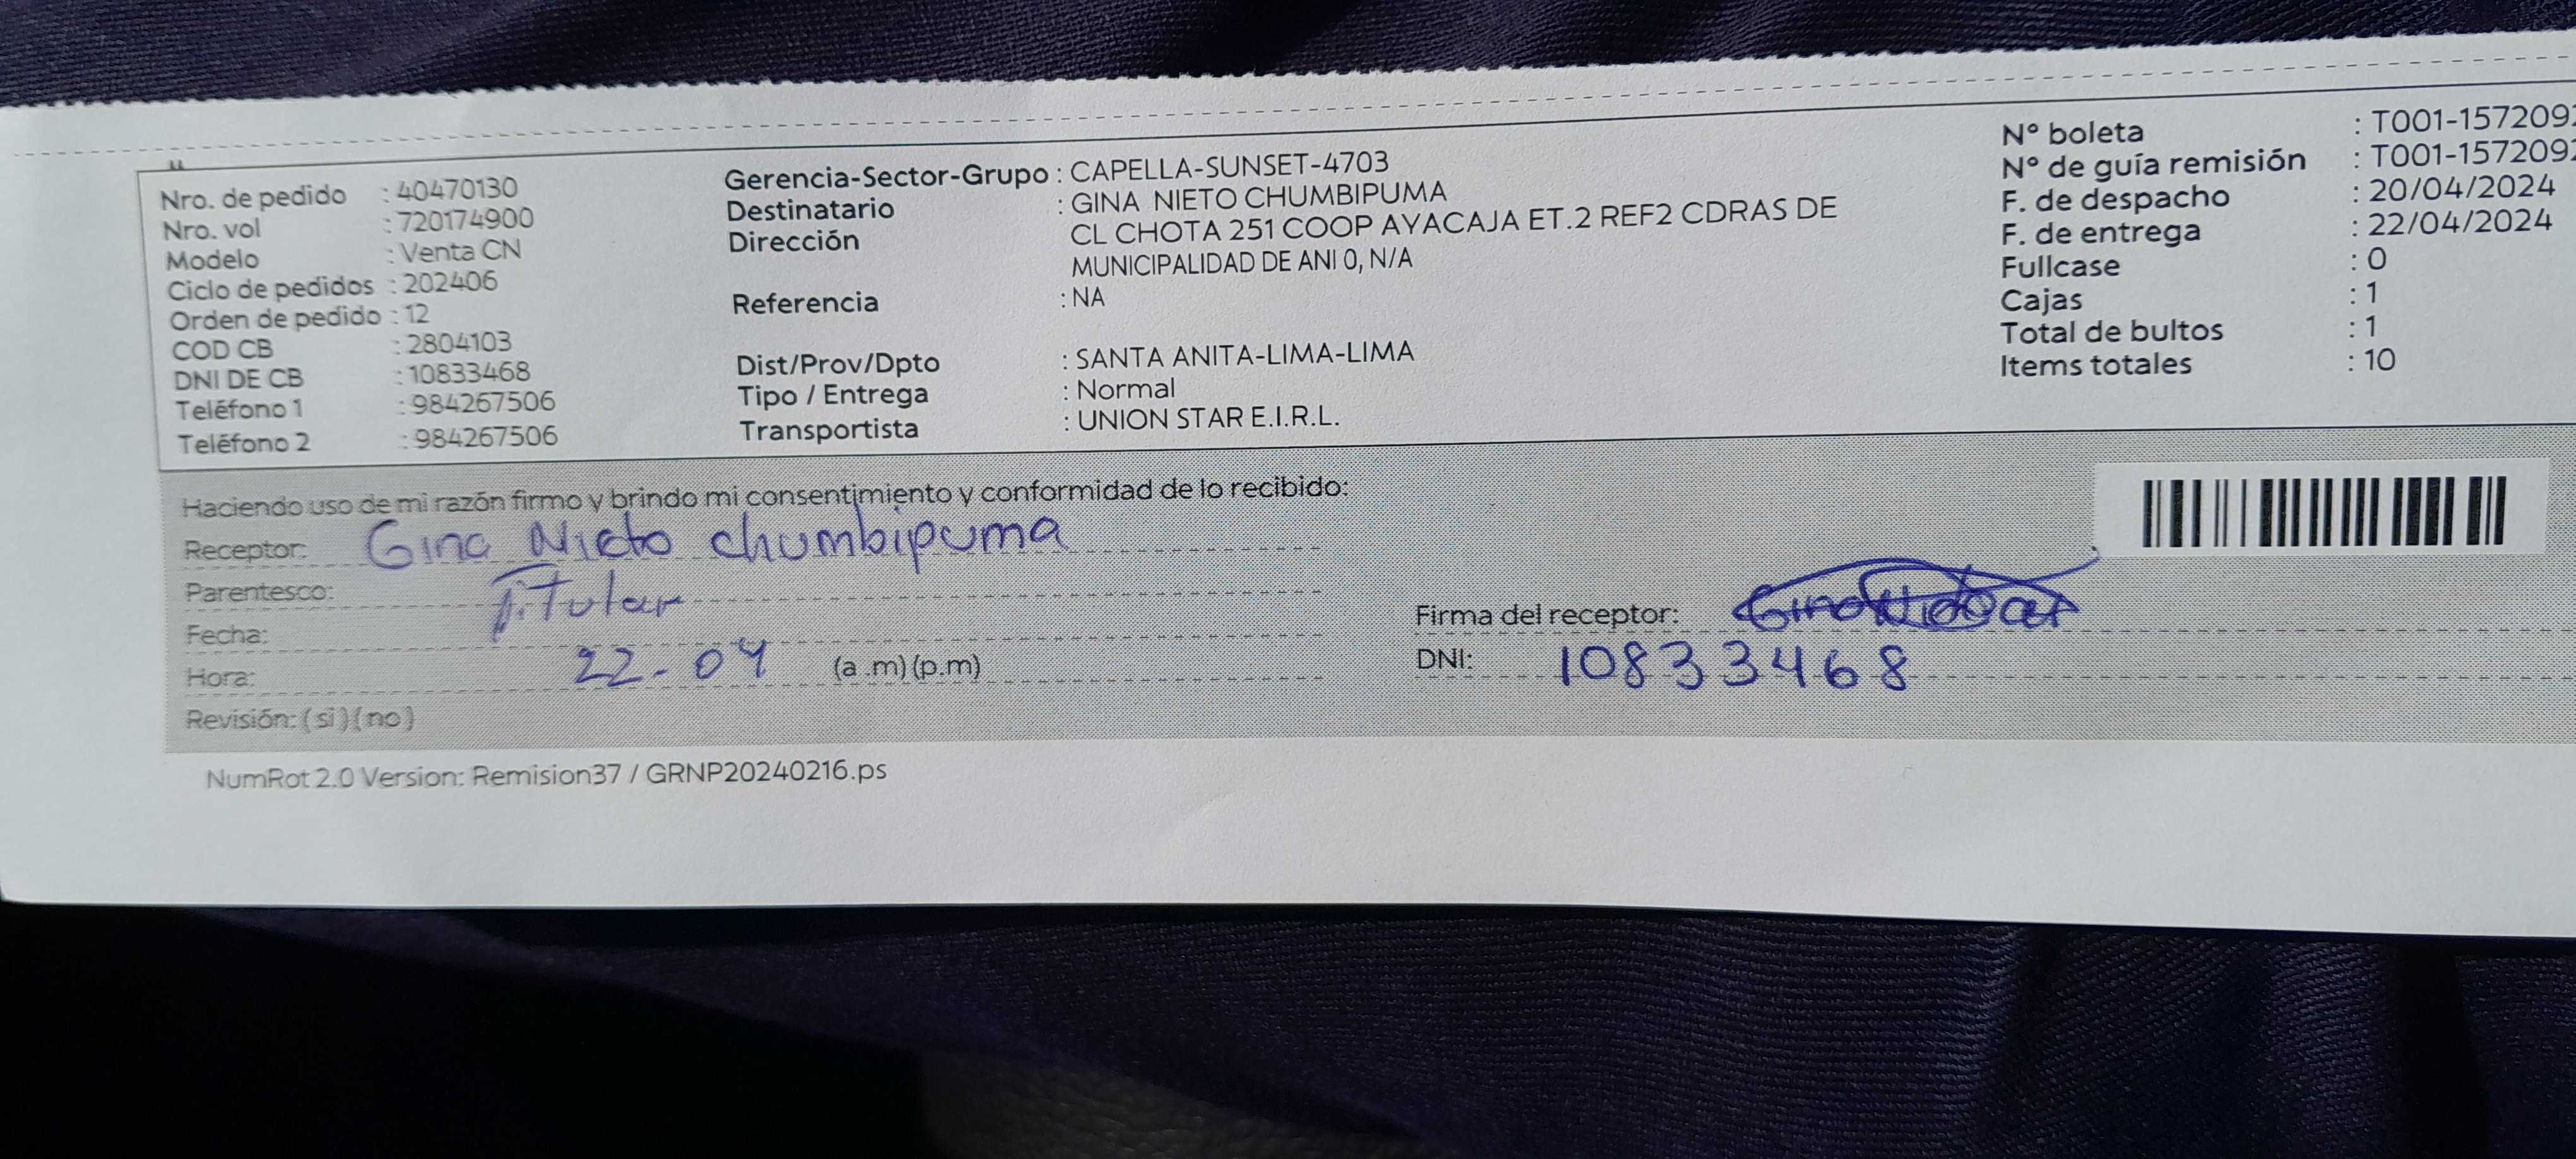 Nro. de pedido : 40470130
Nro. vol : 720174900
Modelo : Venta CN
Ciclo de pedidos : 202406
Orden de pedido : 12
COD CB : 2804103
DNI DE CB : 10833468
Teléfono 1 : 984267506
Teléfono 2 : 984267506
Gerencia-Sector-Grupo : CAPELLA-SUNSET-4703
Destinatario : GINA NIETO CHUMBIPUMA
Dirección CL CHOTA 251 COOP AYACAJA ET.2 REF2 CDRAS DE
MUNICIPALIDAD DE ANI 0, N/A
Referencia : NA
Dist/Prov/Dpto : SANTA ANITA-LIMA-LIMA
Tipo / Entrega : Normal
Transportista : UNION STAR E.I.R.L.
N° boleta : T001-157209
N° de guía remisión : T001-157209
F. de despacho : 20/04/2024
F. de entrega : 22/04/2024
Fullcase : 0
Cajas : 1
Total de bultos : 1
Items totales : 10
Haciendo uso de mi razón firmo y brindo mi consentimiento y conformidad de lo recibido:
Receptor: Gina Nieto chumbipuma
Parentesco: Titular
Fecha:
Hora: 22-04 (a .m) (p.m)
Revisión: ( si ) ( no )
Firma del receptor:
DNI: 10833468
NumRot 2.0 Version: Remision37 / GRNP20240216.ps